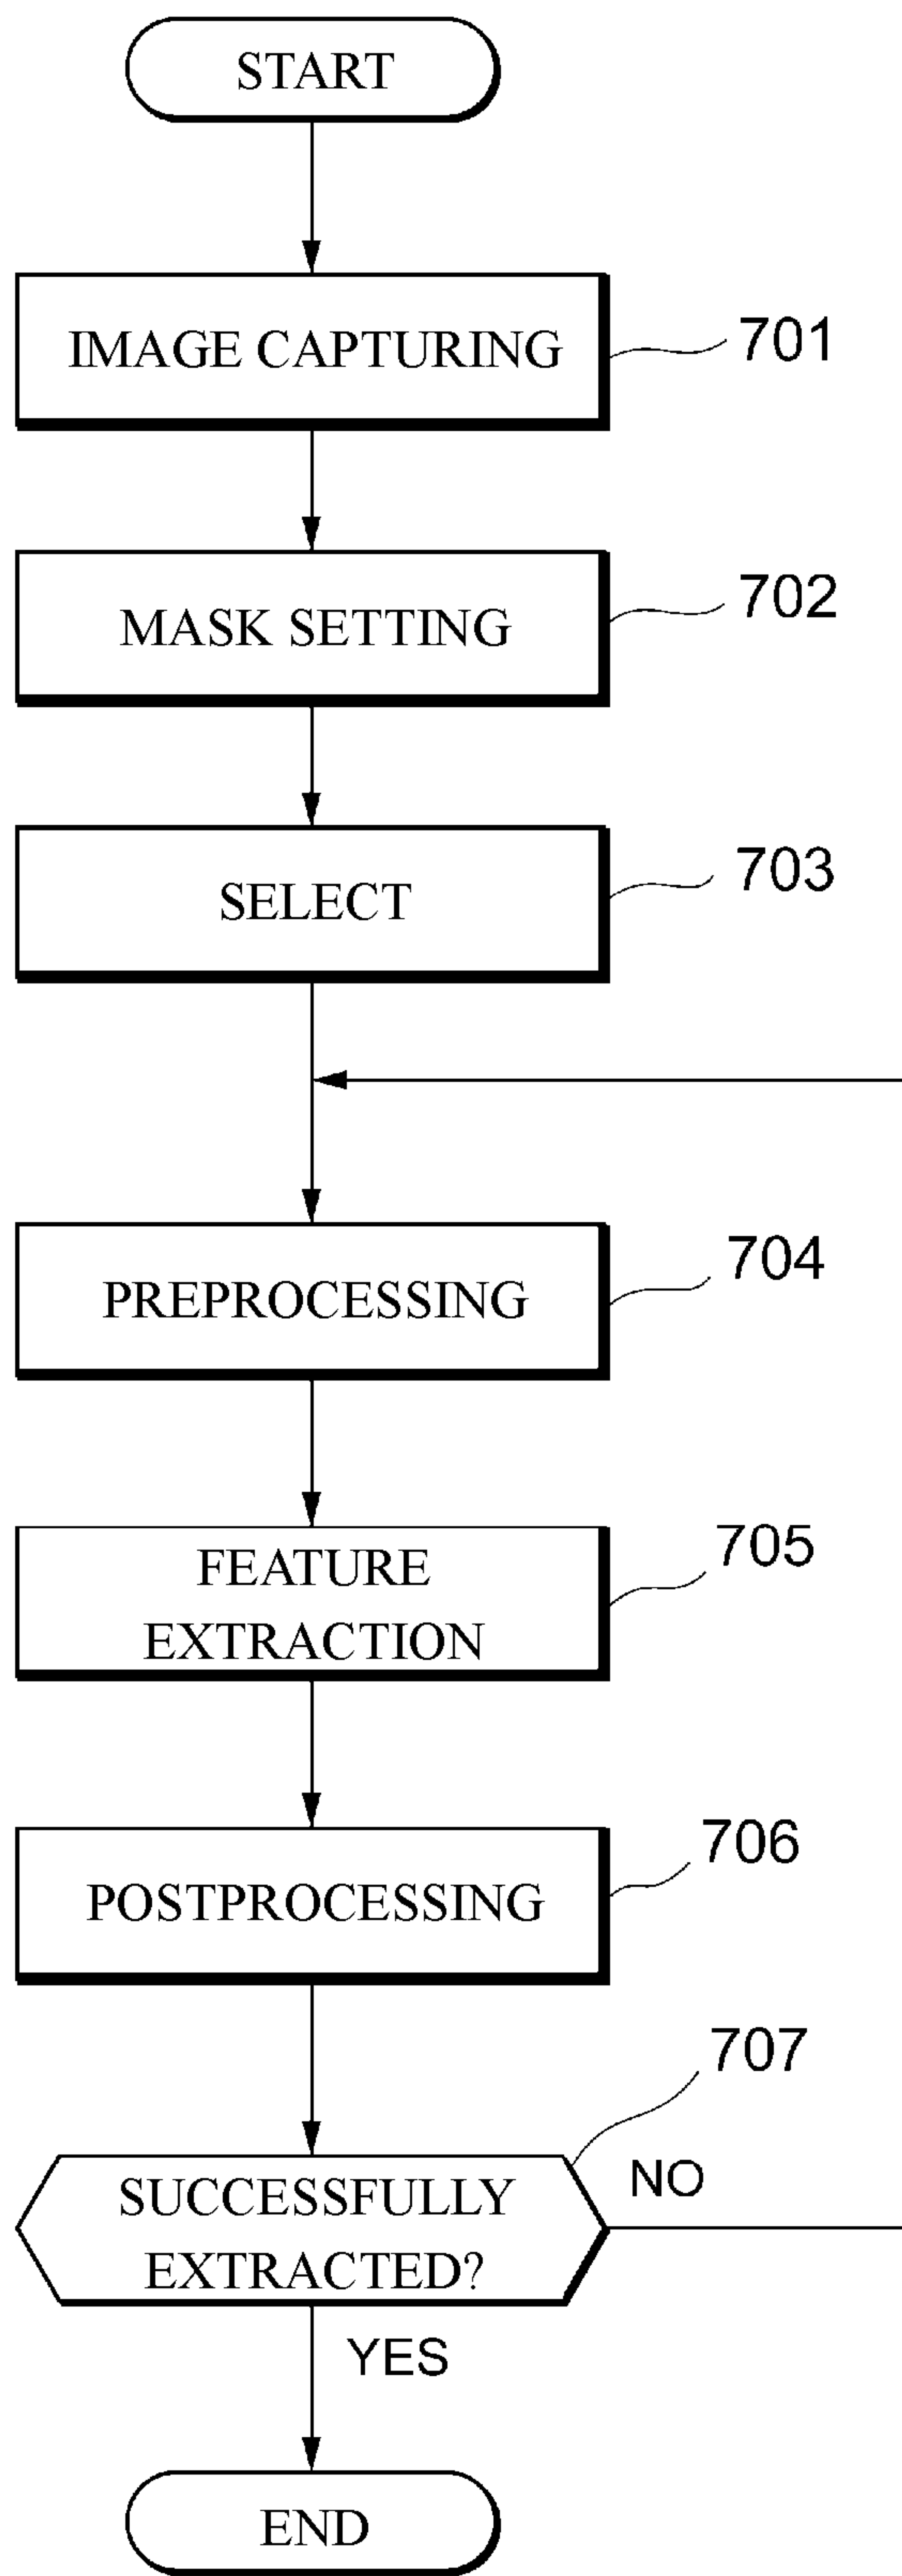 START
IMAGE CAPTURING
701
MASK SETTING
702
SELECT
703
PREPROCESSING
704
FEATURE
EXTRACTION
705
POSTPROCESSING
706
707
SUCCESSFULLY
EXTRACTED?
NO
YES
END